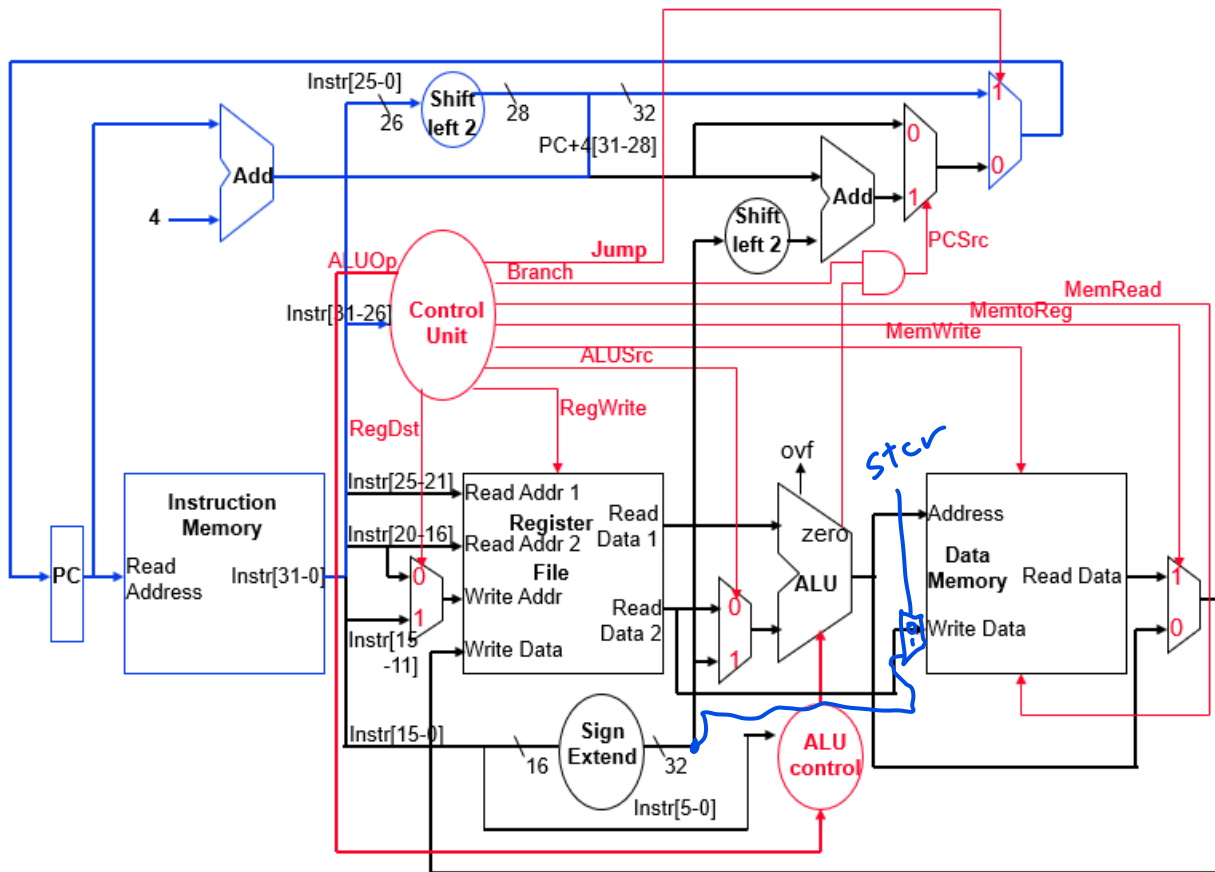 Instr[25-0]
Shift
left 2
26
28
32
PC+4[31-28]
1
0
0
1
Add
4
Add
Shift
left 2
PCSrc
ALUOp
Jump
Branch
Instr[31-26]
Control
Unit
MemRead
MemtoReg
MemWrite
ALUSrc
RegDst
RegWrite
ovf
Instruction
Memory
Read
Address
Instr[31-0]
PC
Instr[25-21]
Read Addr 1
Instr[20-16]
Register
Read Addr 2
File
0
1
Write Addr
Instr[15
-11]
Write Data
Read
Data 1
Read
Data 2
0
1
zero
ALU
Address
Data
Memory
Read Data
Write Data
1
0
Instr[15-0]
16
Sign
Extend
32
ALU
control
Instr[5-0]